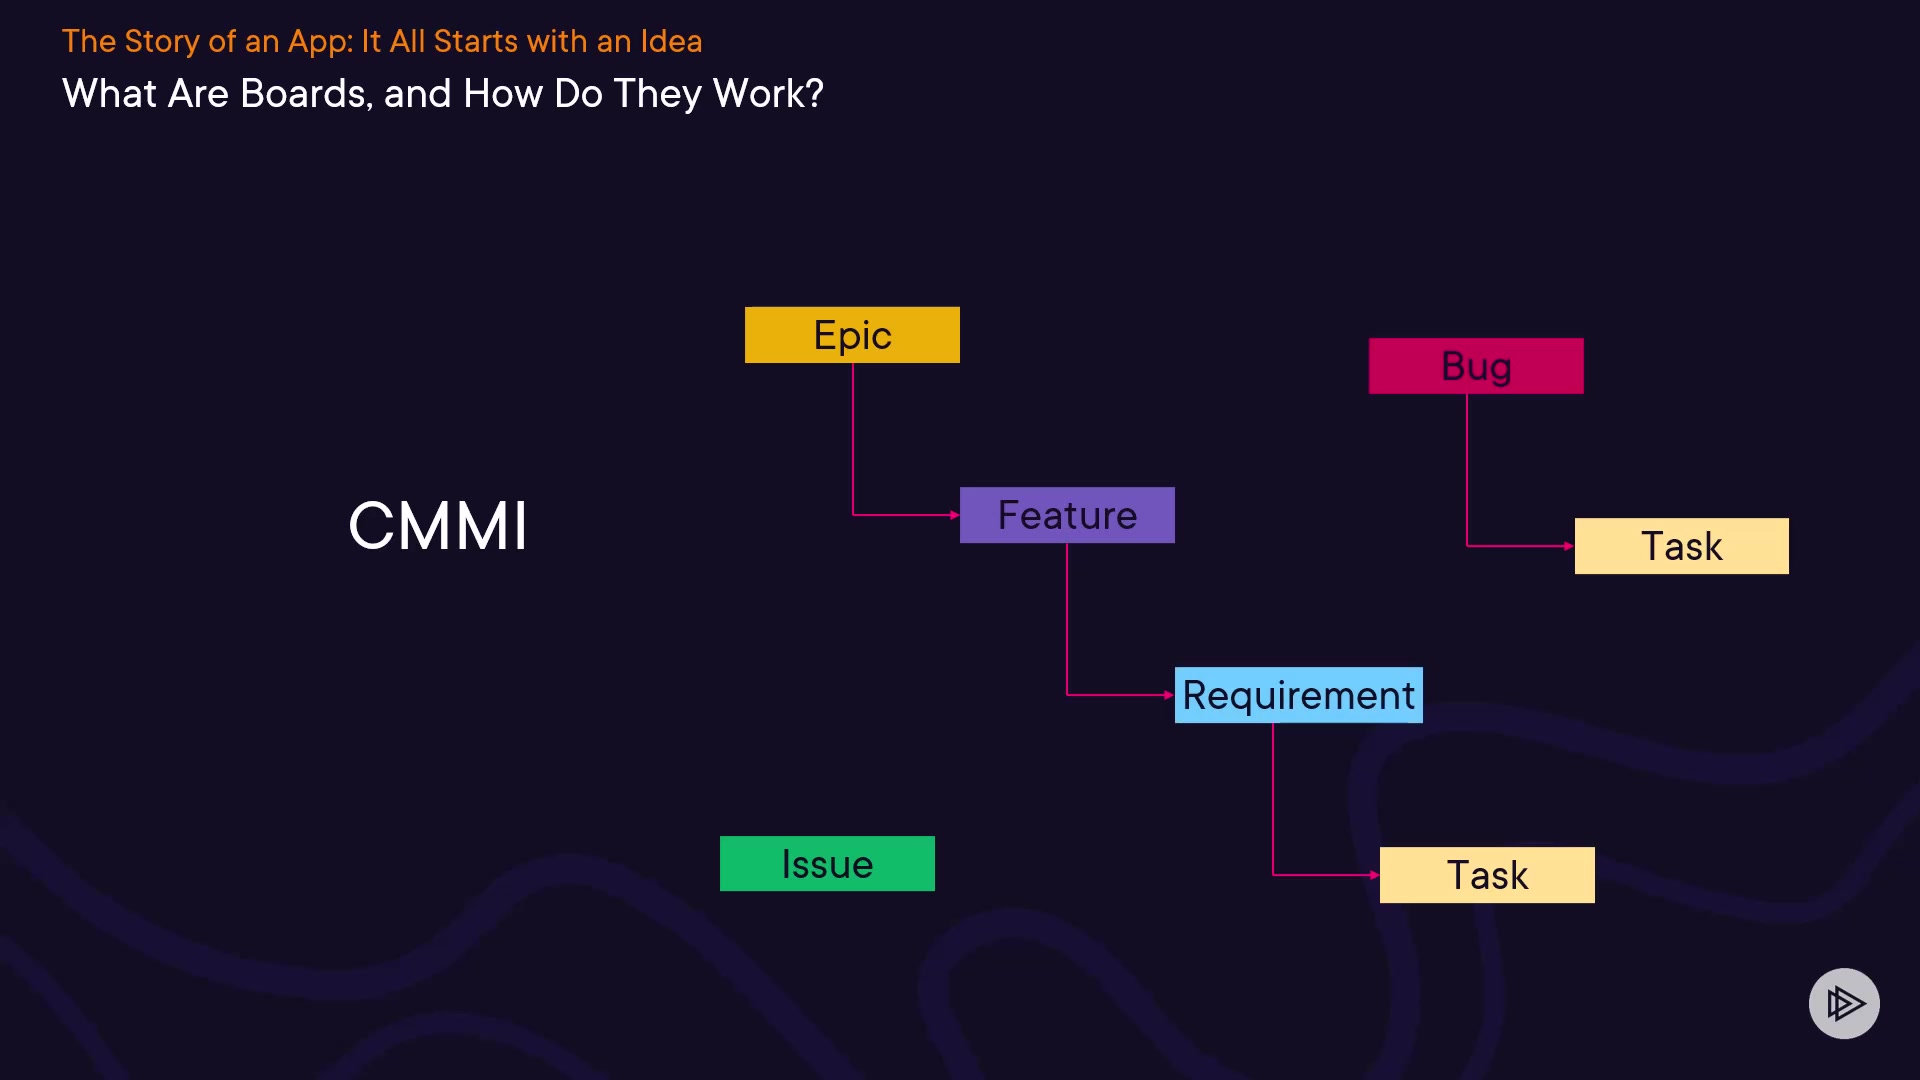 The Story of an App: It All Starts with an Idea
What Are Boards, and How Do They Work?
Epic
Bug
CMMI
Feature
Task
Requirement
Issue
Task